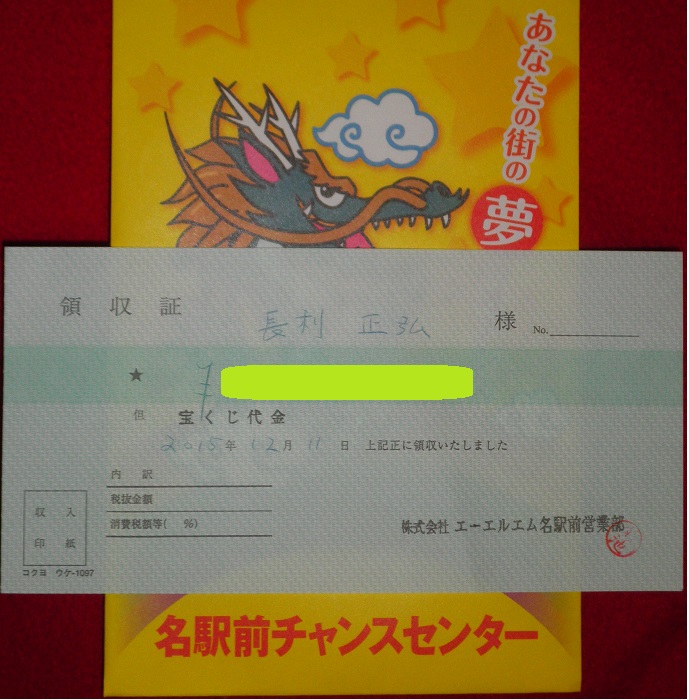 あなたの街の
夢
領収証
長利 正弘 様 No.
★ ¥
但 宝くじ代金
2015年 12月 11日 上記正に領収いたしました
内訳
税抜金額
消費税額等( %)
収入
印紙
株式会社 エーエルエム名駅前営業部
コクヨ ウケ-1097
名駅前チャンスセンター